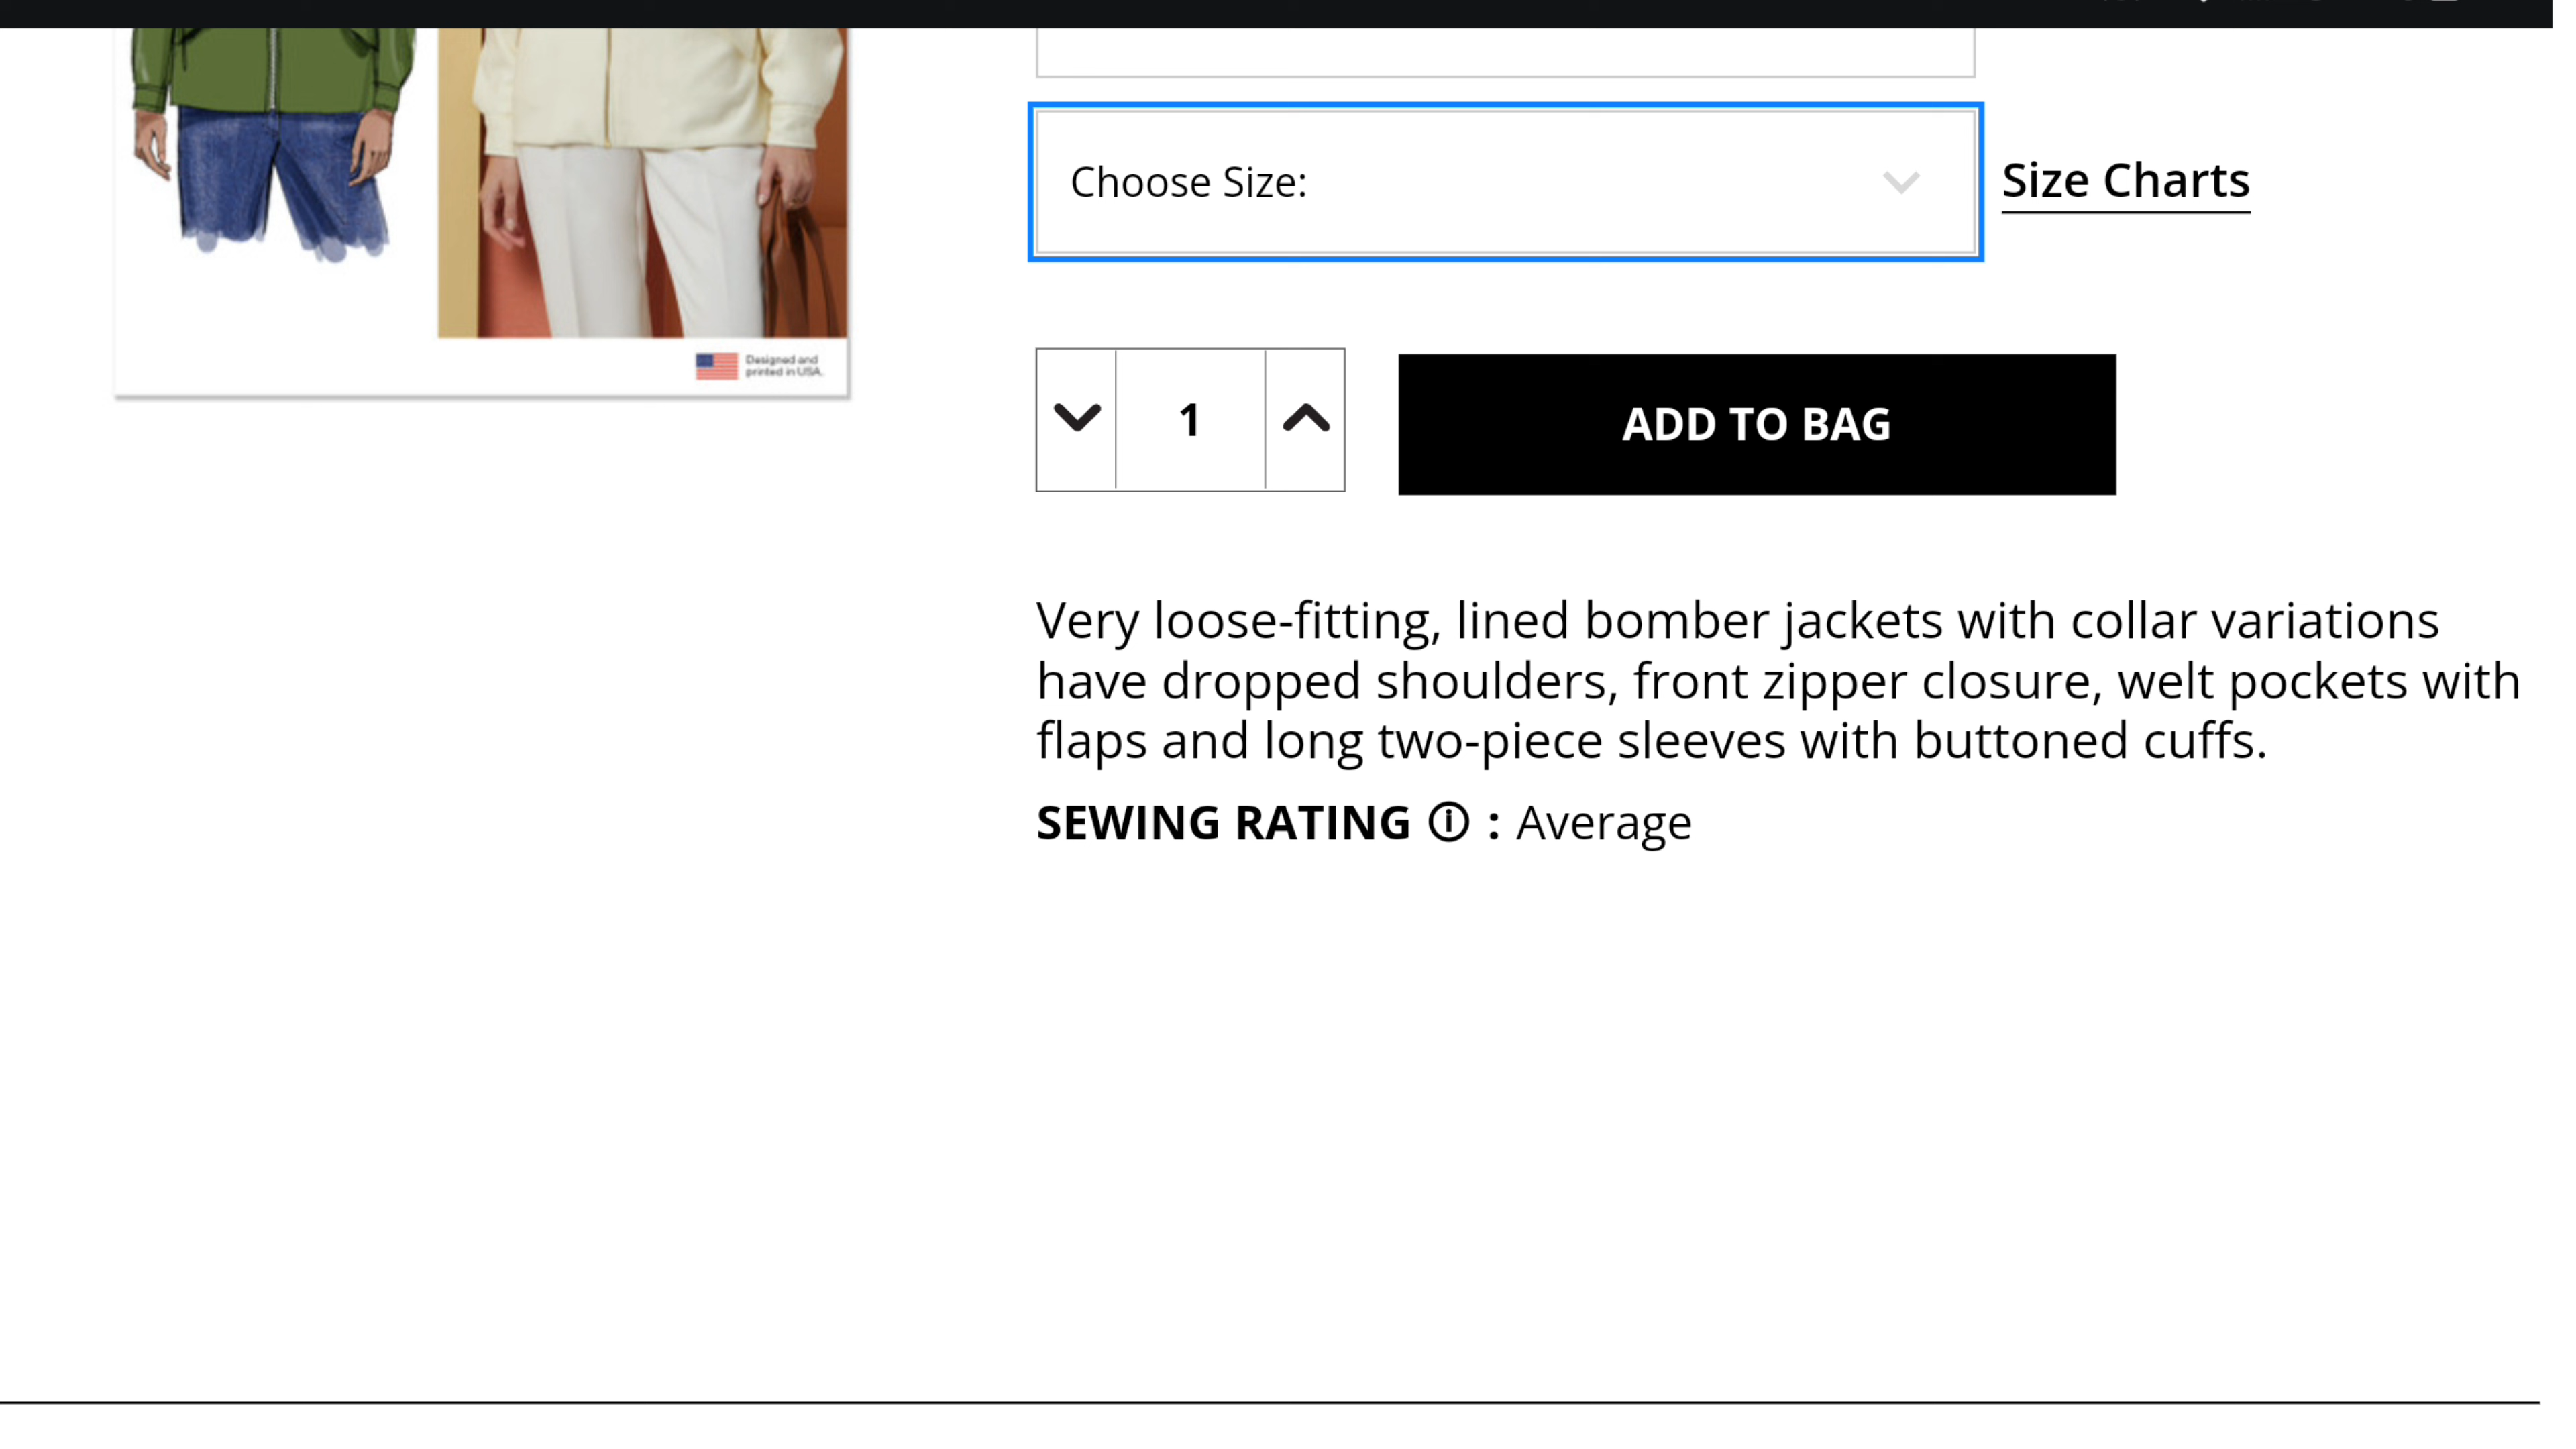 Choose Size:
Size Charts
Designed and
printed in USA.
1
ADD TO BAG
Very loose-fitting, lined bomber jackets with collar variations
have dropped shoulders, front zipper closure, welt pockets with
flaps and long two-piece sleeves with buttoned cuffs.
SEWING RATING ⓘ : Average